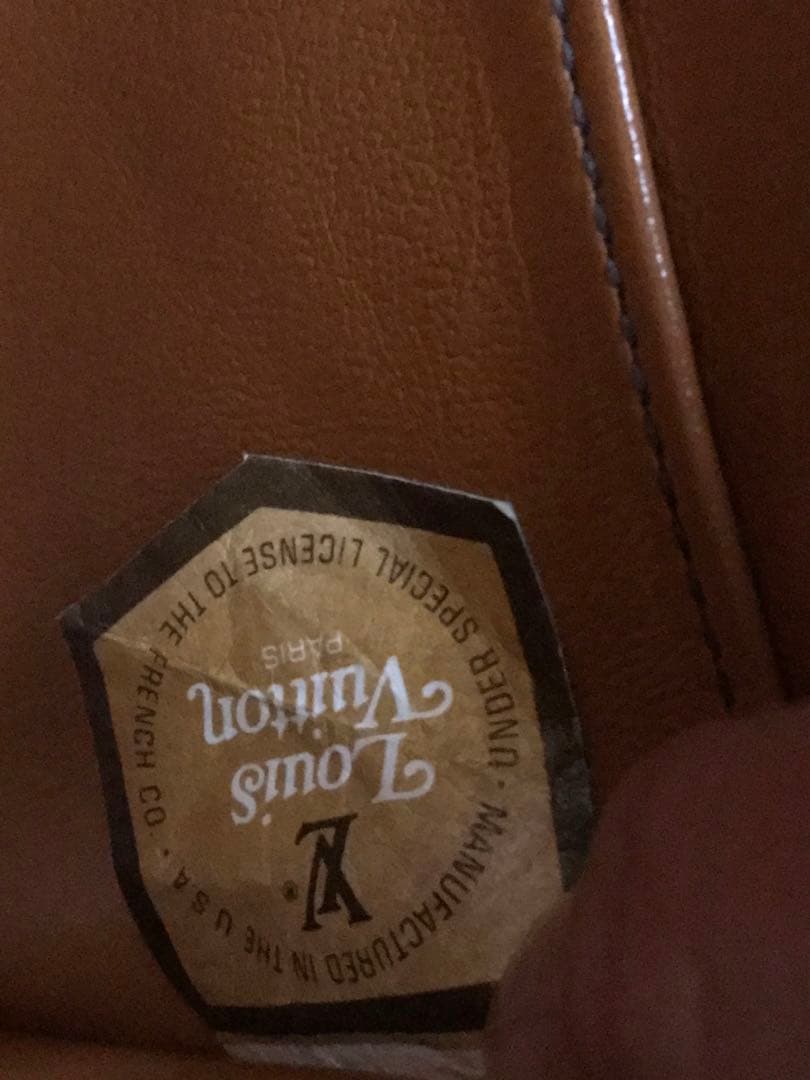 LV ®
Louis
Vuitton
PARIS
MANUFACTURED IN THE U S A • UNDER SPECIAL LICENSE TO THE FRENCH CO •